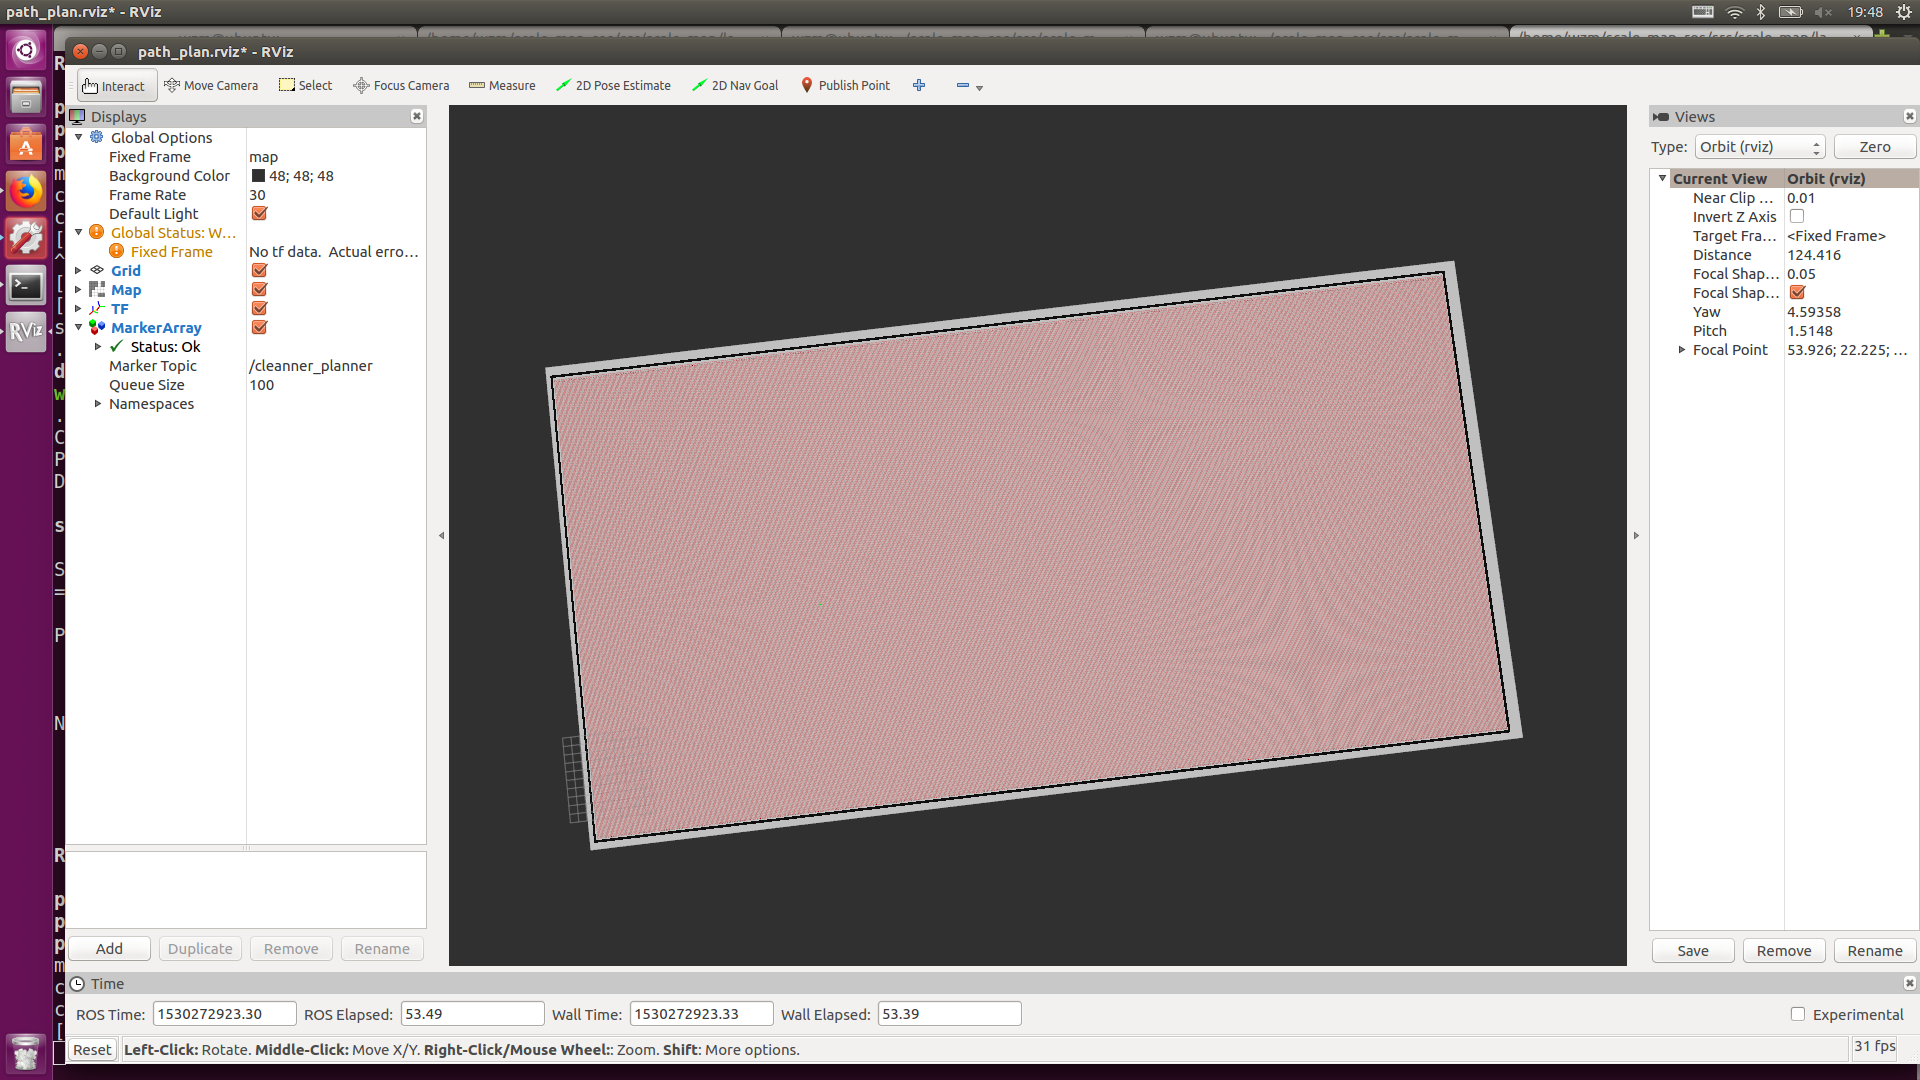 path_plan.rviz* - RViz
19:48
path_plan.rviz* - RViz
Interact Move Camera Select Focus Camera Measure 2D Pose Estimate 2D Nav Goal Publish Point
Displays
Global Options
Fixed Frame map
Background Color 48; 48; 48
Frame Rate 30
Default Light
Global Status: W...
Fixed Frame No tf data. Actual erro...
Grid
Map
TF
MarkerArray
Status: Ok
Marker Topic /cleanner_planner
Queue Size 100
Namespaces
Add Duplicate Remove Rename
Views
Type: Orbit (rviz) Zero
Current View Orbit (rviz)
Near Clip ... 0.01
Invert Z Axis
Target Fra... <Fixed Frame>
Distance 124.416
Focal Shap... 0.05
Focal Shap...
Yaw 4.59358
Pitch 1.5148
Focal Point 53.926; 22.225; ...
Save Remove Rename
Time
ROS Time: 1530272923.30 ROS Elapsed: 53.49 Wall Time: 1530272923.33 Wall Elapsed: 53.39 Experimental
Reset Left-Click: Rotate. Middle-Click: Move X/Y. Right-Click/Mouse Wheel:: Zoom. Shift: More options. 31 fps
RViz